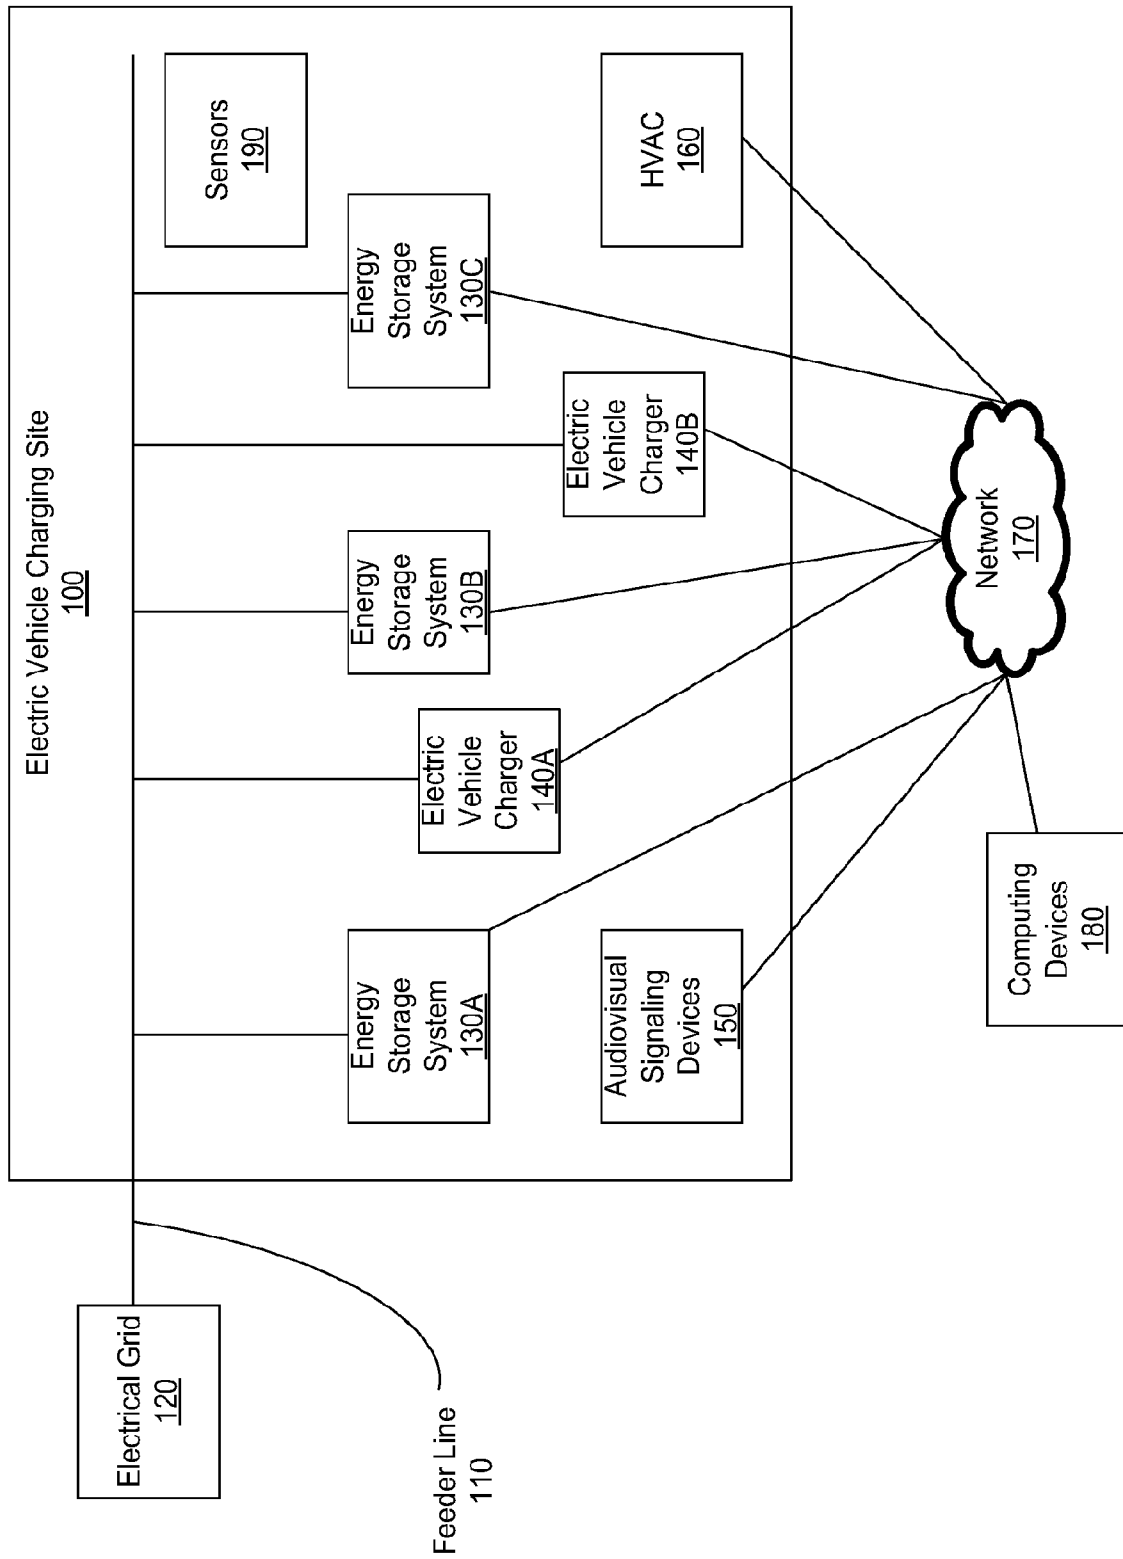 Electric Vehicle Charging Site
100
Electrical Grid
120
Feeder Line
110
Sensors
190
Energy
Storage
System
130A
Electric
Vehicle
Charger
140A
Energy
Storage
System
130B
Electric
Vehicle
Charger
140B
Energy
Storage
System
130C
Audiovisual
Signaling
Devices
150
HVAC
160
Network
170
Computing
Devices
180